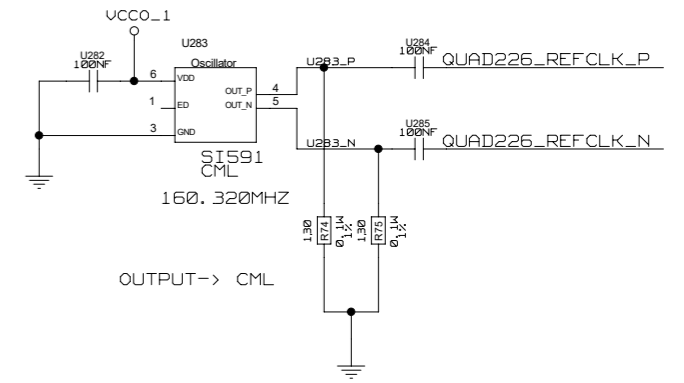 VCCO_1
U283
Oscillator
U282
100NF
6
VDD
1
ED
3
GND
OUT_P
4
OUT_N
5
SI591
CML
160.320MHZ
U283_P
U284
100NF
QUAD226_REFCLK_P
U283_N
U285
100NF
QUAD226_REFCLK_N
130
R74
0.1W
0.1%
130
R75
0.1W
0.1%
OUTPUT-> CML